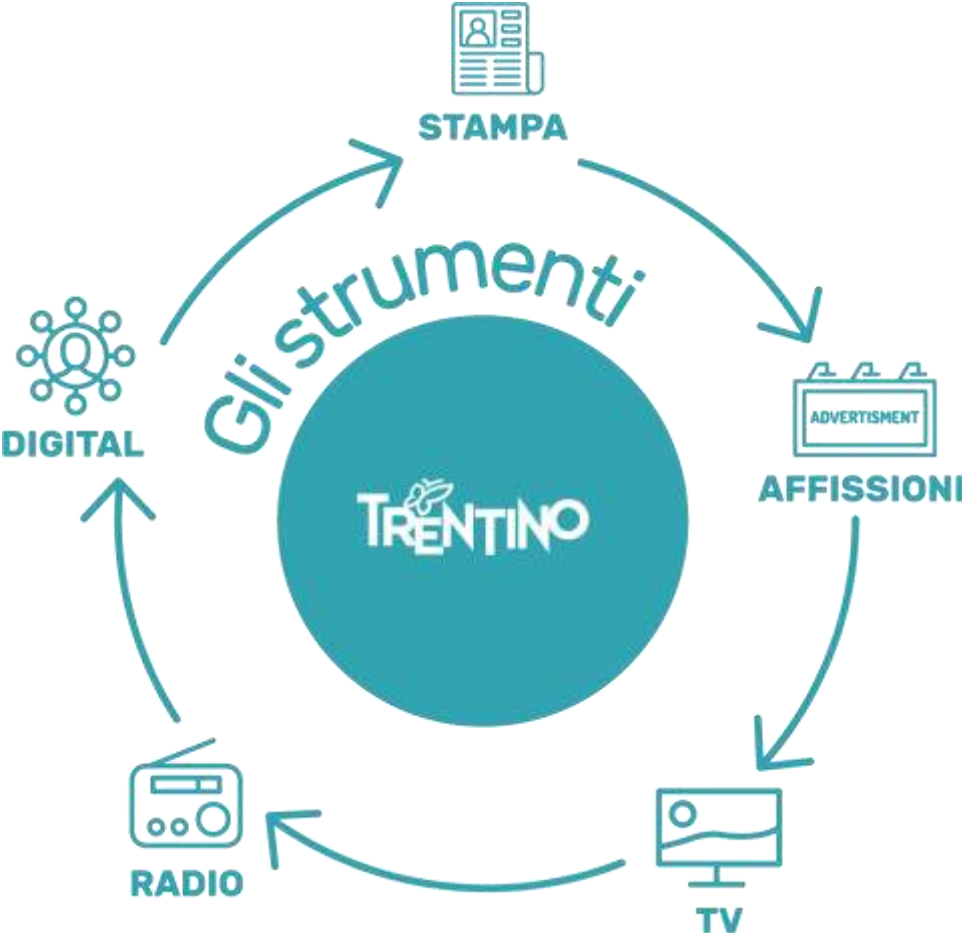 STAMPA
Gli strumenti
ADVERTISMENT
AFFISSIONI
DIGITAL
TRENTINO
RADIO
TV